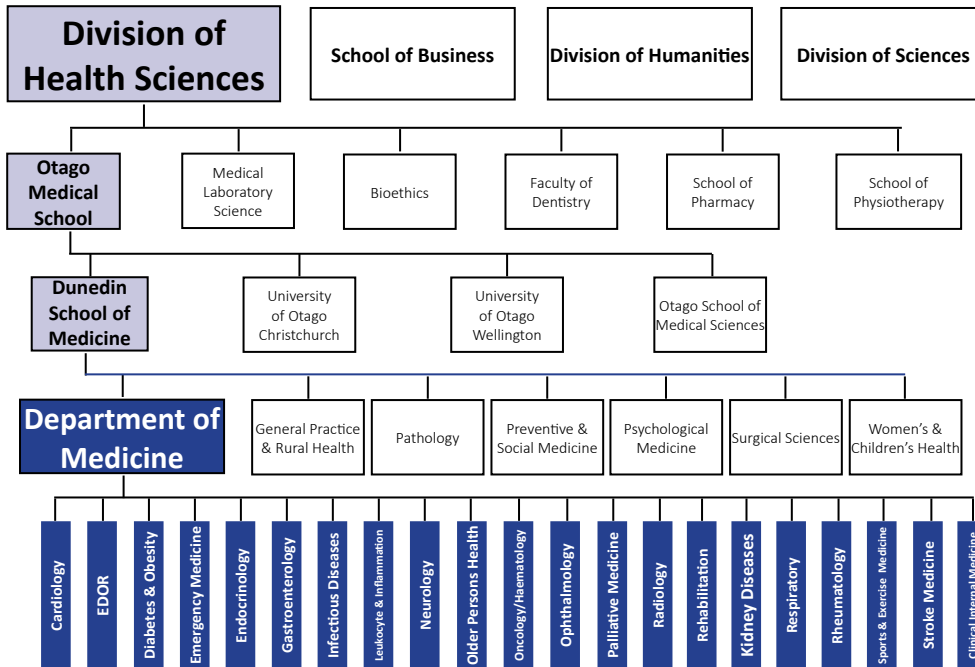 Division of
Health Sciences
School of Business
Division of Humanities
Division of Sciences
Otago
Medical
School
Medical
Laboratory
Science
Bioethics
Faculty of
Dentistry
School of
Pharmacy
School of
Physiotherapy
Dunedin
School of
Medicine
University
of Otago
Christchurch
University
of Otago
Wellington
Otago School of
Medical Sciences
Department of
Medicine
General Practice
& Rural Health
Pathology
Preventive &
Social Medicine
Psychological
Medicine
Surgical Sciences
Women's &
Children's Health
Cardiology
EDOR
Diabetes & Obesity
Emergency Medicine
Endocrinology
Gastroenterology
Infectious Diseases
Leukocyte & Inflammation
Neurology
Older Persons Health
Oncology/Haematology
Ophthalmology
Palliative Medicine
Radiology
Rehabilitation
Kidney Diseases
Respiratory
Rheumatology
Sports & Exercise Medicine
Stroke Medicine
Clinical Internal Medicine